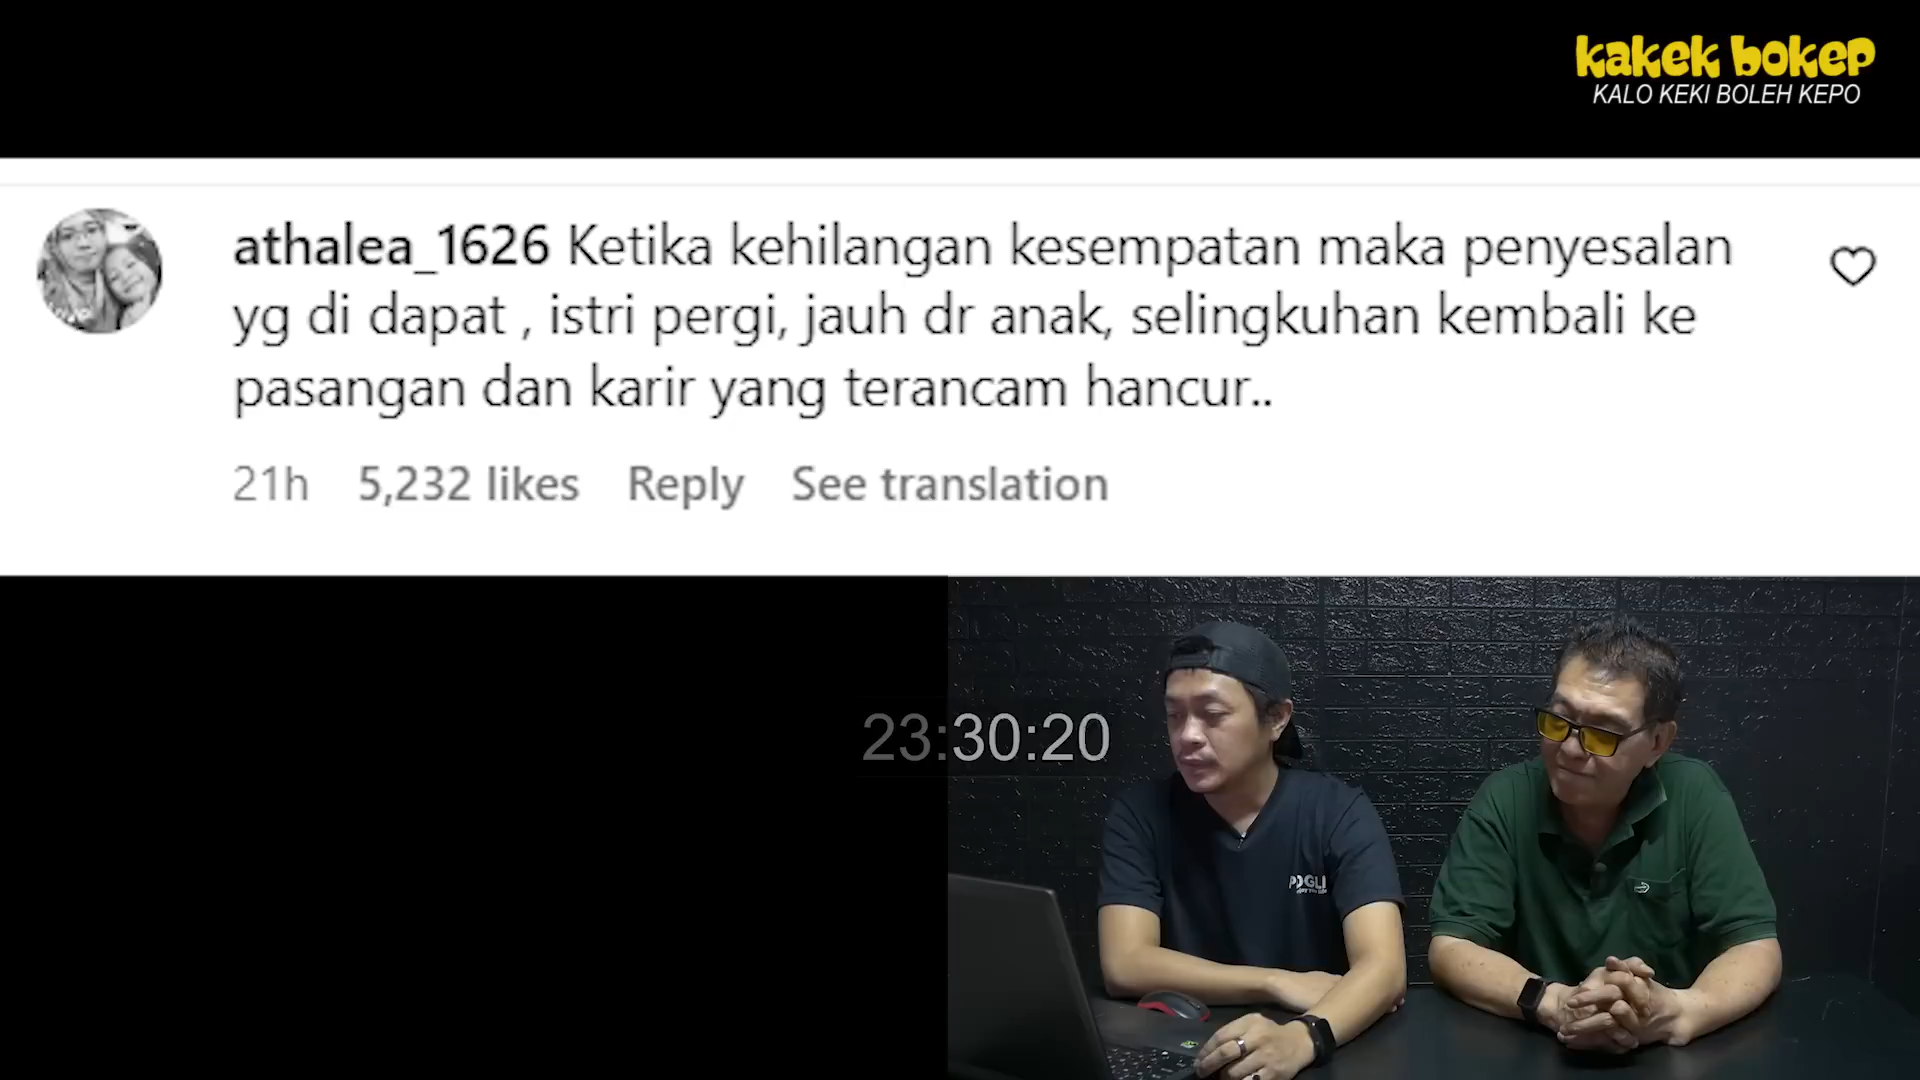 kakek bokep
KALO KEKI BOLEH KEPO
athalea_1626 Ketika kehilangan kesempatan maka penyesalan
yg di dapat , istri pergi, jauh dr anak, selingkuhan kembali ke
pasangan dan karir yang terancam hancur..
21h 5,232 likes Reply See translation
23:30:20